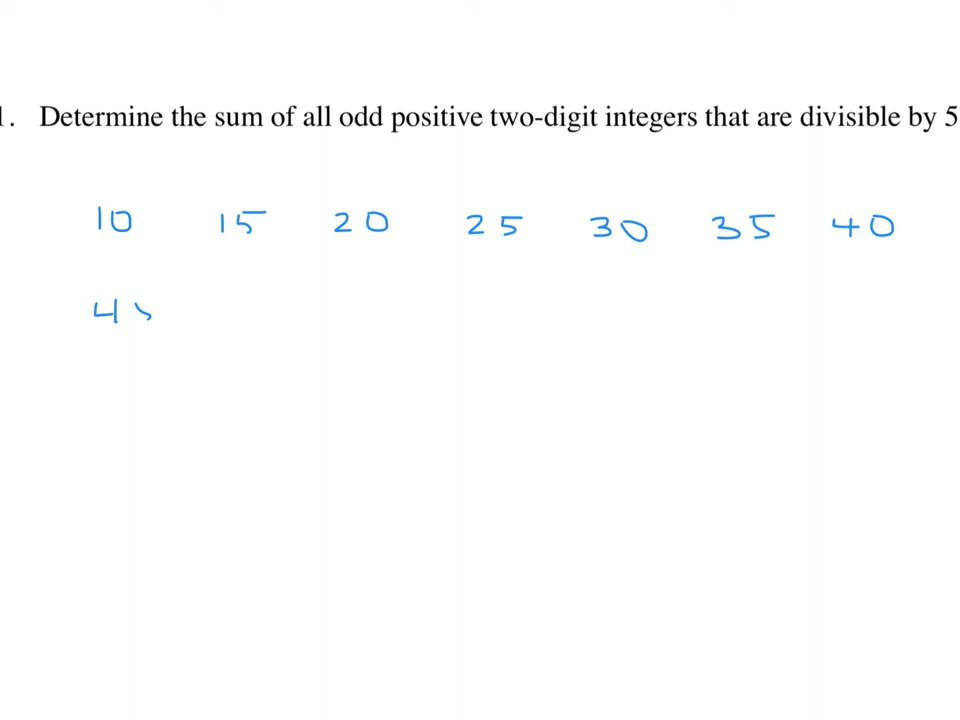 1. Determine the sum of all odd positive two-digit integers that are divisible by 5
10 15 20 25 30 35 40
4